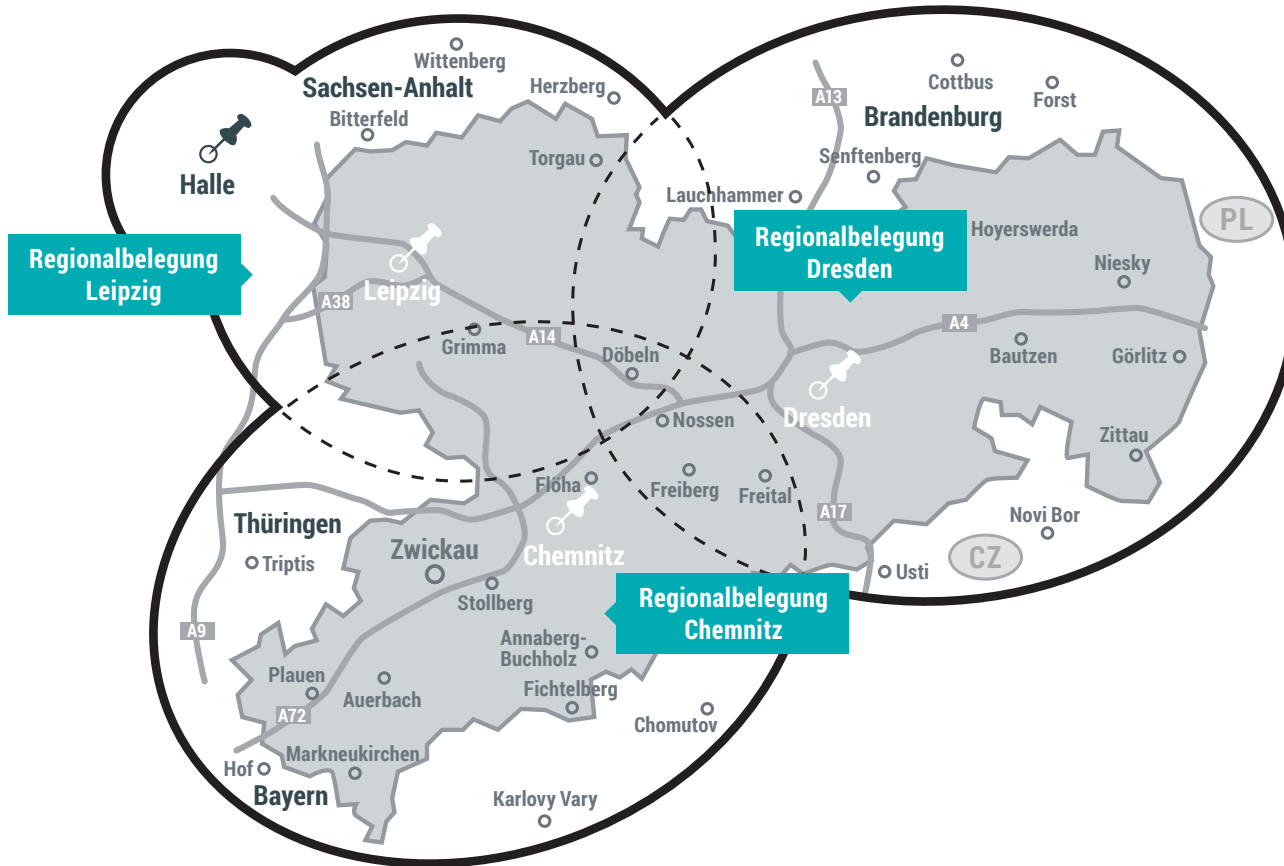 Wittenberg
Sachsen-Anhalt
Herzberg
Bitterfeld
Cottbus
Forst
A13
Brandenburg
Torgau
Senftenberg
Halle
Lauchhammer
PL
Regionalbelegung
Leipzig
Regionalbelegung
Dresden
Hoyerswerda
Niesky
Leipzig
A38
A14
A4
Grimma
Döbeln
Bautzen
Görlitz
Nossen
Dresden
Zittau
Flöha
Freiberg
Freital
A17
Thüringen
Novi Bor
Zwickau
Chemnitz
Triptis
CZ
Usti
Stollberg
Regionalbelegung
Chemnitz
A9
Annaberg-
Buchholz
Plauen
Auerbach
Fichtelberg
A72
Chomutov
Markneukirchen
Hof
Bayern
Karlovy Vary